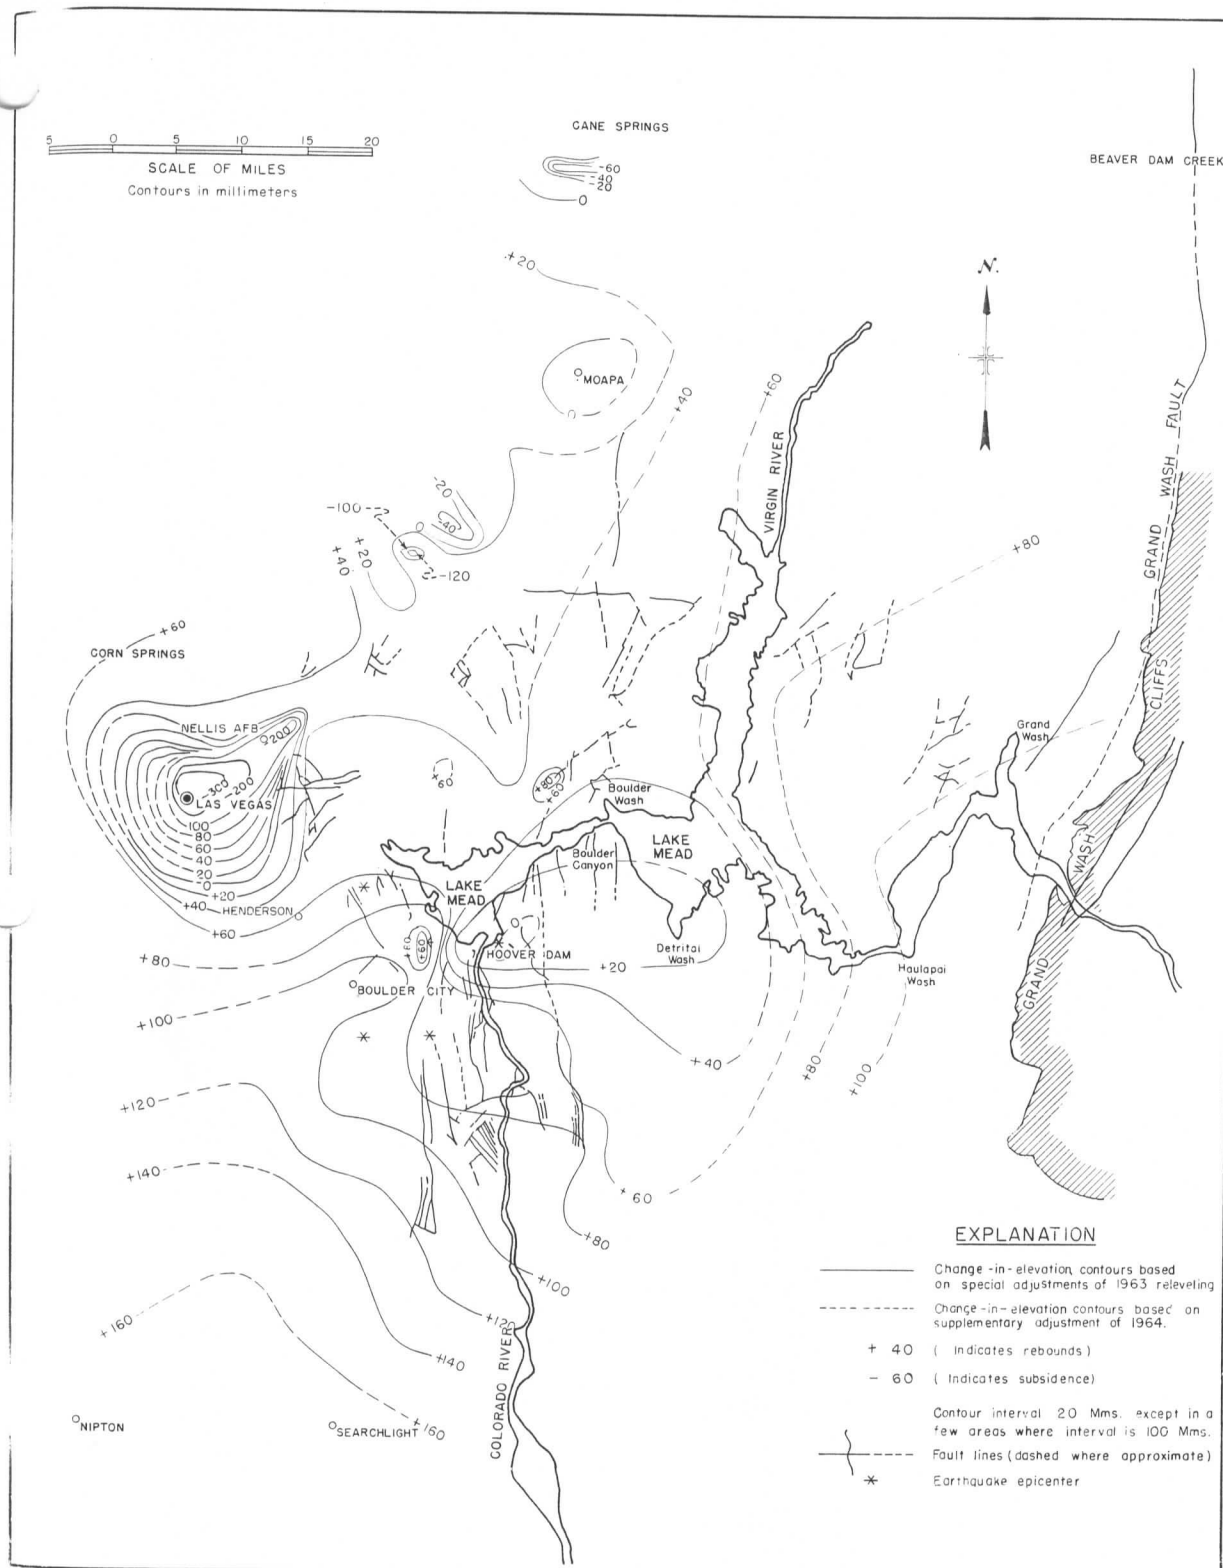 CANE SPRINGS
5 0 5 10 15 20
SCALE OF MILES
Contours in millimeters
BEAVER DAM CREEK
-60
-40
-20
0
+20
N.
MOAPA
0
+40
+60
VIRGIN RIVER
GRAND WASH FAULT
-20
-100
-40
0
+20
+40
-120
+80
+60
CORN SPRINGS
GRAND WASH CLIFFS
NELLIS AFB
200
Grand
Wash
+60
+80
+60
-300
-200
LAS VEGAS
Boulder
Wash
100
80
60
40
20
0
+20
+40
HENDERSON
+60
LAKE
MEAD
Boulder
Canyon
LAKE
MEAD
0
+60
+60
HOOVER DAM
Detrital
Wash
+80
+20
Haulapai
Wash
BOULDER CITY
+100
GRAND WASH
+40
+80
+100
+120
+140
+60
+80
+100
+120
+160
+140
COLORADO RIVER
NIPTON
SEARCHLIGHT
+160
EXPLANATION
Change-in-elevation contours based
on special adjustments of 1963 releveling
Change-in-elevation contours based on
supplementary adjustment of 1964.
+ 40 ( Indicates rebounds )
- 60 ( Indicates subsidence)
Contour interval 20 Mms. except in a
few areas where interval is 100 Mms.
Fault lines (dashed where approximate)
Earthquake epicenter